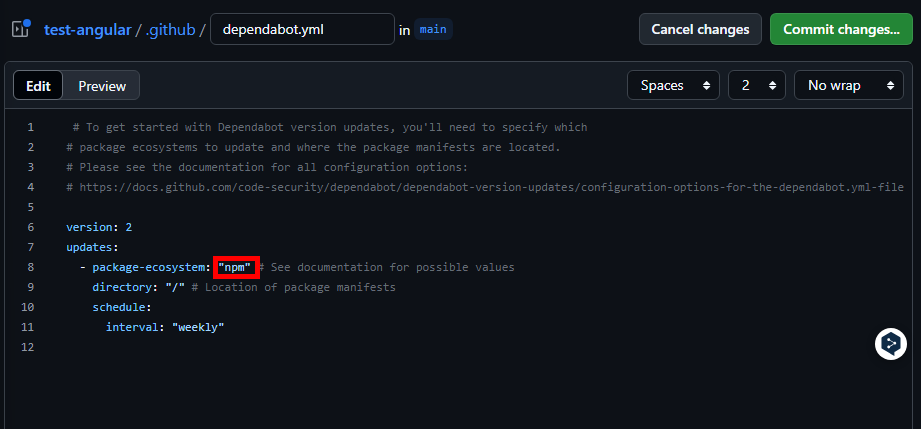 test-angular / .github / dependabot.yml in main Cancel changes Commit changes...
Edit Preview Spaces 2 No wrap
1 # To get started with Dependabot version updates, you'll need to specify which
2 # package ecosystems to update and where the package manifests are located.
3 # Please see the documentation for all configuration options:
4 # https://docs.github.com/code-security/dependabot/dependabot-version-updates/configuration-options-for-the-dependabot.yml-file
5
6 version: 2
7 updates:
8 - package-ecosystem: "npm" # See documentation for possible values
9 directory: "/" # Location of package manifests
10 schedule:
11 interval: "weekly"
12